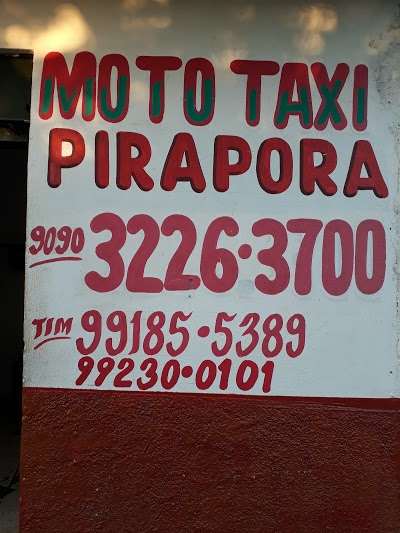 MOTO TAXI
PIRAPORA
9090 3226·3700
TIM 99185·5389
99230·0101